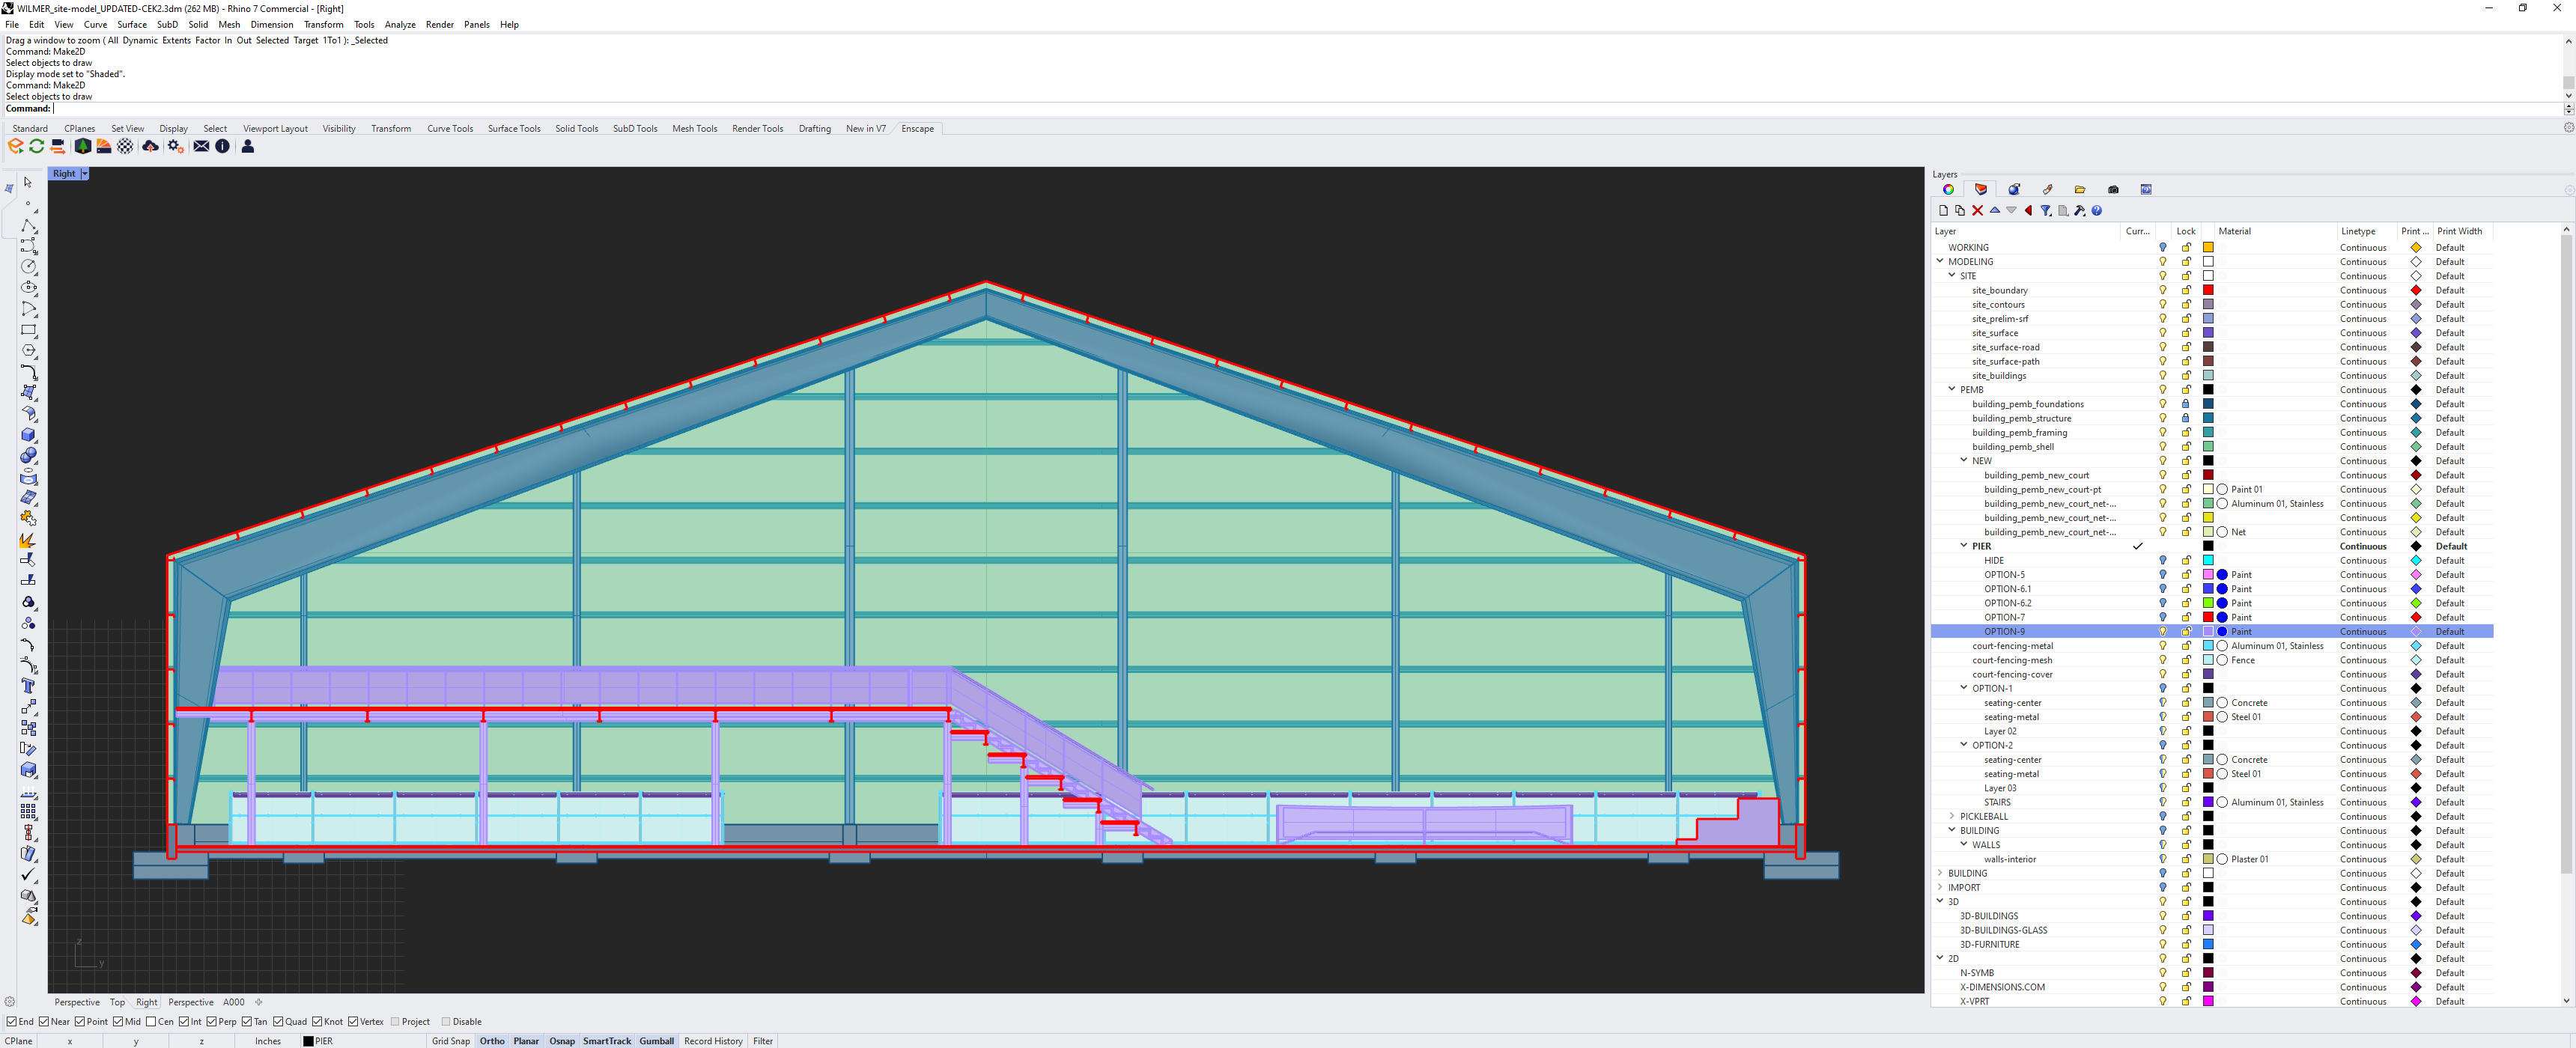 WILMER_site-model_UPDATED-CEK2.3dm (262 MB) - Rhino 7 Commercial - [Right]
File Edit View Curve Surface SubD Solid Mesh Dimension Transform Tools Analyze Render Panels Help
Drag a window to zoom ( All Dynamic Extents Factor In Out Selected Target 1To1 ): _Selected
Command: Make2D
Select objects to draw
Display mode set to "Shaded".
Command: Make2D
Select objects to draw
Command:
Standard CPlanes Set View Display Select Viewport Layout Visibility Transform Curve Tools Surface Tools Solid Tools SubD Tools Mesh Tools Render Tools Drafting New in V7 Enscape
Right
z
y
Perspective Top Right Perspective A000
Layers
Layer Curr... Lock Material Linetype Print ... Print Width
WORKING Continuous Default
MODELING Continuous Default
SITE Continuous Default
site_boundary Continuous Default
site_contours Continuous Default
site_prelim-srf Continuous Default
site_surface Continuous Default
site_surface-road Continuous Default
site_surface-path Continuous Default
site_buildings Continuous Default
PEMB Continuous Default
building_pemb_foundations Continuous Default
building_pemb_structure Continuous Default
building_pemb_framing Continuous Default
building_pemb_shell Continuous Default
NEW Continuous Default
building_pemb_new_court Continuous Default
building_pemb_new_court-pt Paint 01 Continuous Default
building_pemb_new_court_net-... Aluminum 01, Stainless Continuous Default
building_pemb_new_court_net-... Continuous Default
building_pemb_new_court_net-... Net Continuous Default
PIER Continuous Default
HIDE Continuous Default
OPTION-5 Paint Continuous Default
OPTION-6.1 Paint Continuous Default
OPTION-6.2 Paint Continuous Default
OPTION-7 Paint Continuous Default
OPTION-9 Paint Continuous Default
court-fencing-metal Aluminum 01, Stainless Continuous Default
court-fencing-mesh Fence Continuous Default
court-fencing-cover Continuous Default
OPTION-1 Continuous Default
seating-center Concrete Continuous Default
seating-metal Steel 01 Continuous Default
Layer 02 Continuous Default
OPTION-2 Continuous Default
seating-center Concrete Continuous Default
seating-metal Steel 01 Continuous Default
Layer 03 Continuous Default
STAIRS Aluminum 01, Stainless Continuous Default
PICKLEBALL Continuous Default
BUILDING Continuous Default
WALLS Continuous Default
walls-interior Plaster 01 Continuous Default
BUILDING Continuous Default
IMPORT Continuous Default
3D Continuous Default
3D-BUILDINGS Continuous Default
3D-BUILDINGS-GLASS Continuous Default
3D-FURNITURE Continuous Default
2D Continuous Default
N-SYMB Continuous Default
X-DIMENSIONS.COM Continuous Default
X-VPRT Continuous Default
End Near Point Mid Cen Int Perp Tan Quad Knot Vertex Project Disable
CPlane x y z Inches PIER Grid Snap Ortho Planar Osnap SmartTrack Gumball Record History Filter